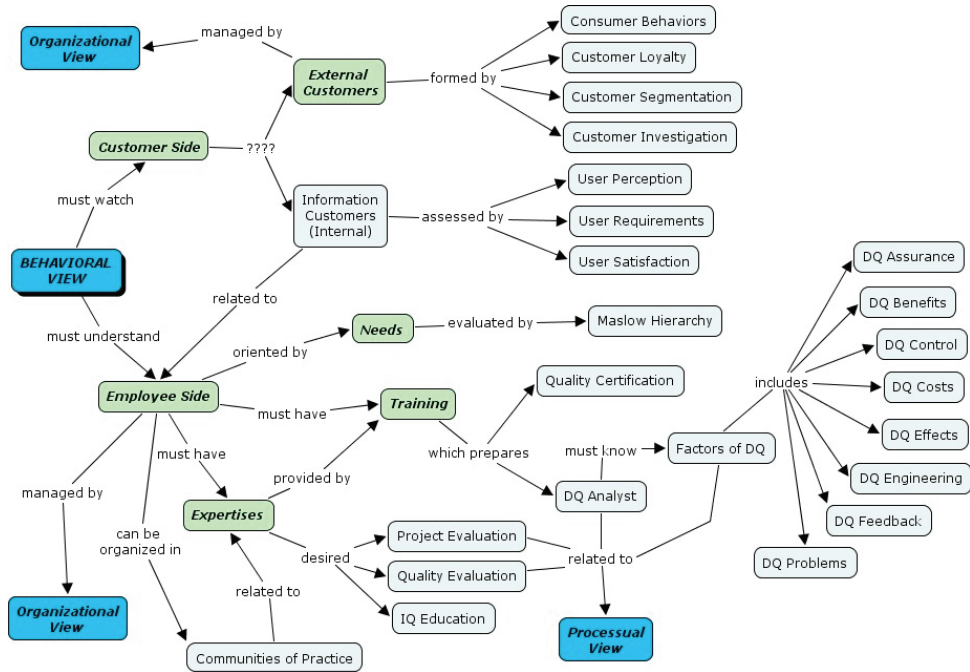 Consumer Behaviors
managed by
Organizational
View
Customer Loyalty
External
Customers
formed by
Customer Segmentation
Customer Investigation
Customer Side
????
User Perception
must watch
Information
Customers
(Internal)
assessed by
User Requirements
BEHAVIORAL
VIEW
User Satisfaction
DQ Assurance
related to
DQ Benefits
must understand
Needs
evaluated by
Maslow Hierarchy
oriented by
DQ Control
Quality Certification
includes
DQ Costs
Employee Side
must have
Training
DQ Effects
must have
which prepares
must know
Factors of DQ
provided by
DQ Engineering
managed by
DQ Analyst
Expertises
DQ Feedback
can be
organized in
desired
Project Evaluation
related to
DQ Problems
Quality Evaluation
related to
Organizational
View
IQ Education
Processual
View
Communities of Practice